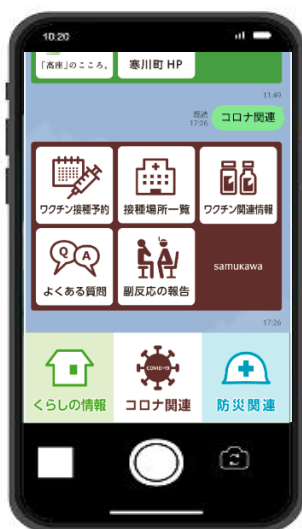 10:20
「高座」のこころ。
寒川町 HP
11:49
既読
17:26
コロナ関連
ワクチン接種予約
接種場所一覧
ワクチン関連情報
Q A
よくある質問
副反応の報告
samukawa
17:26
COVID-19
くらしの情報
コロナ関連
防災関連